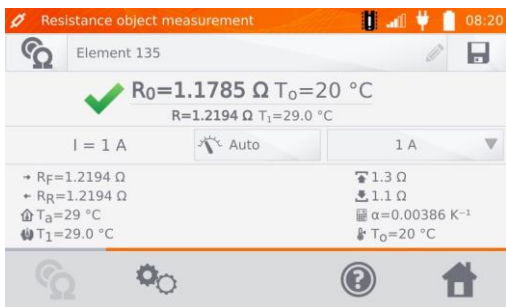 Resistance object measurement 08:20
Element 135
R₀=1.1785 Ω Tₒ=20 °C
R=1.2194 Ω T₁=29.0 °C
I = 1 A Auto 1 A
RF=1.2194 Ω 1.3 Ω
RR=1.2194 Ω 1.1 Ω
Ta=29 °C α=0.00386 K⁻¹
T1=29.0 °C Tₒ=20 °C
?